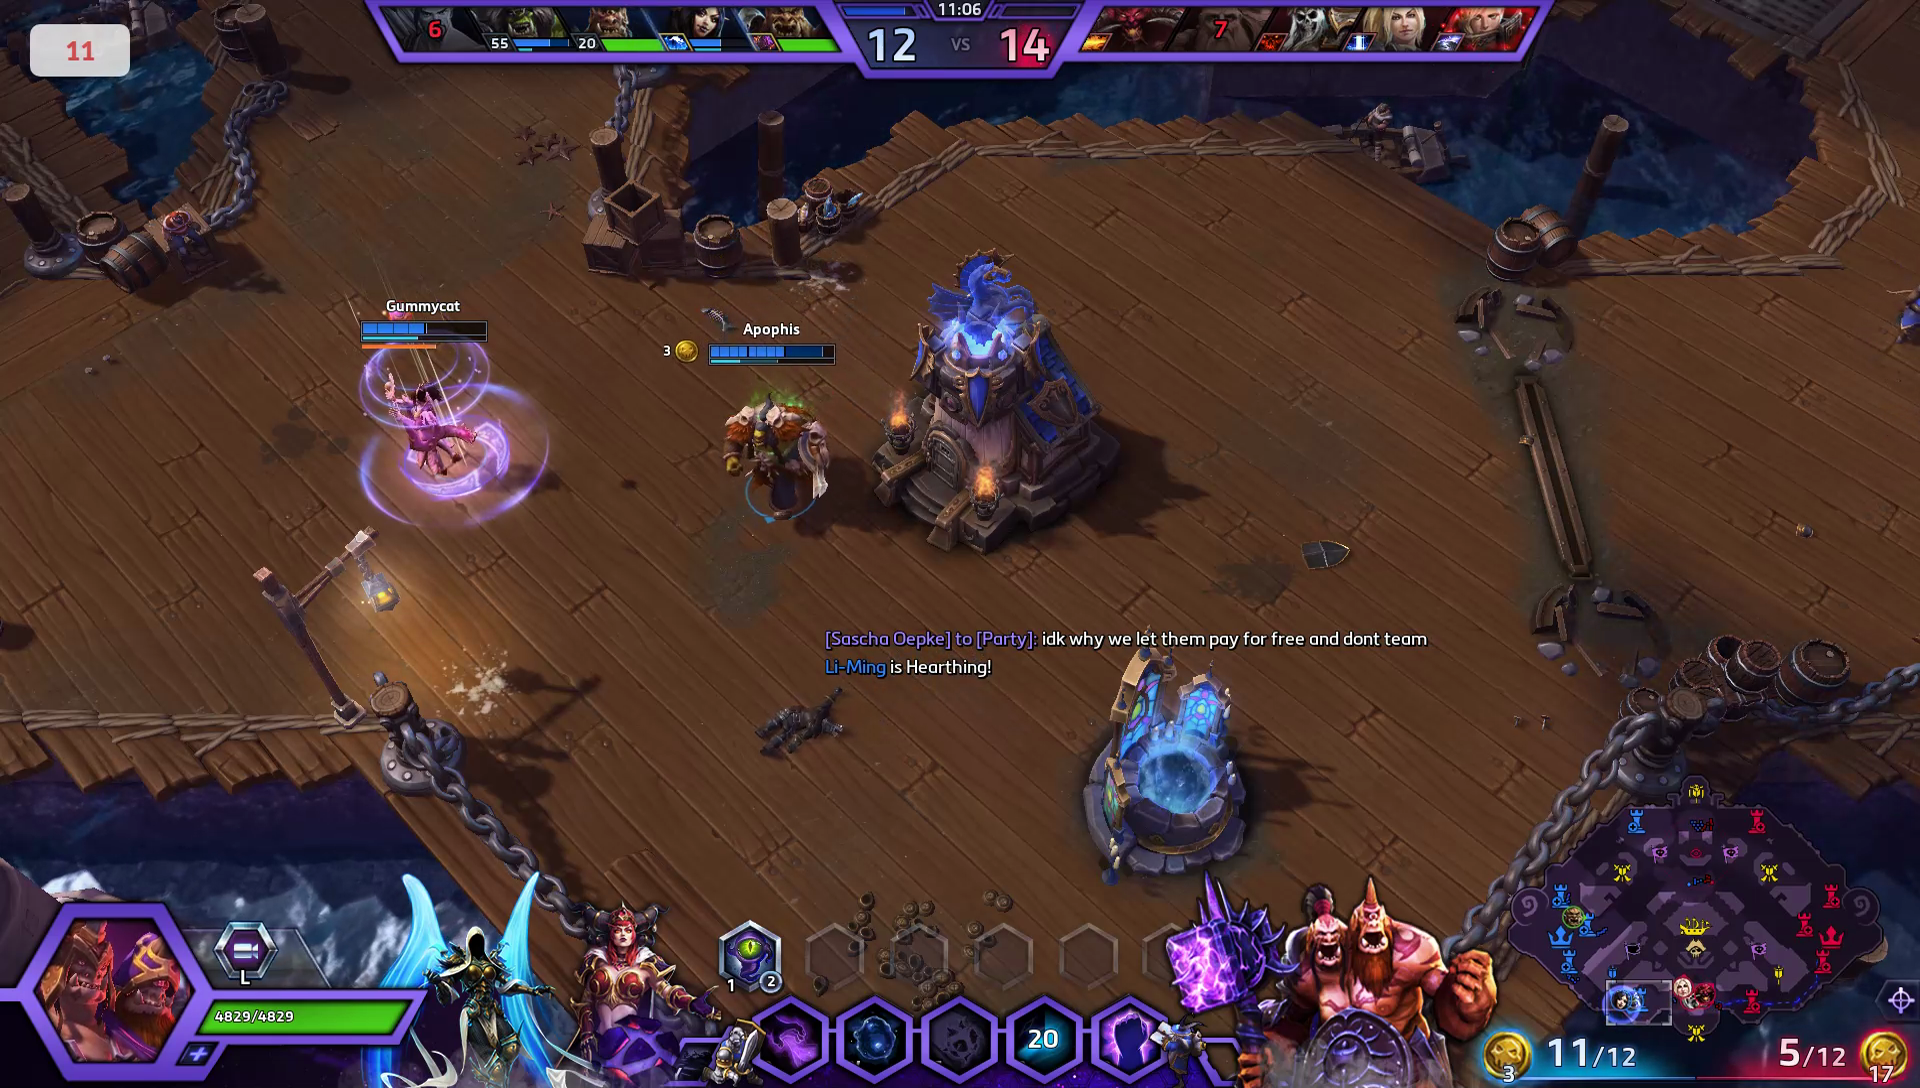 11
6
55
20
11:06
12 VS 14
7
Gummycat
3 Apophis
[Sascha Oepke] to [Party]: idk why we let them pay for free and dont team
Li-Ming is Hearthing!
L
4829/4829
1
2
20
3
11/12
5/12
17